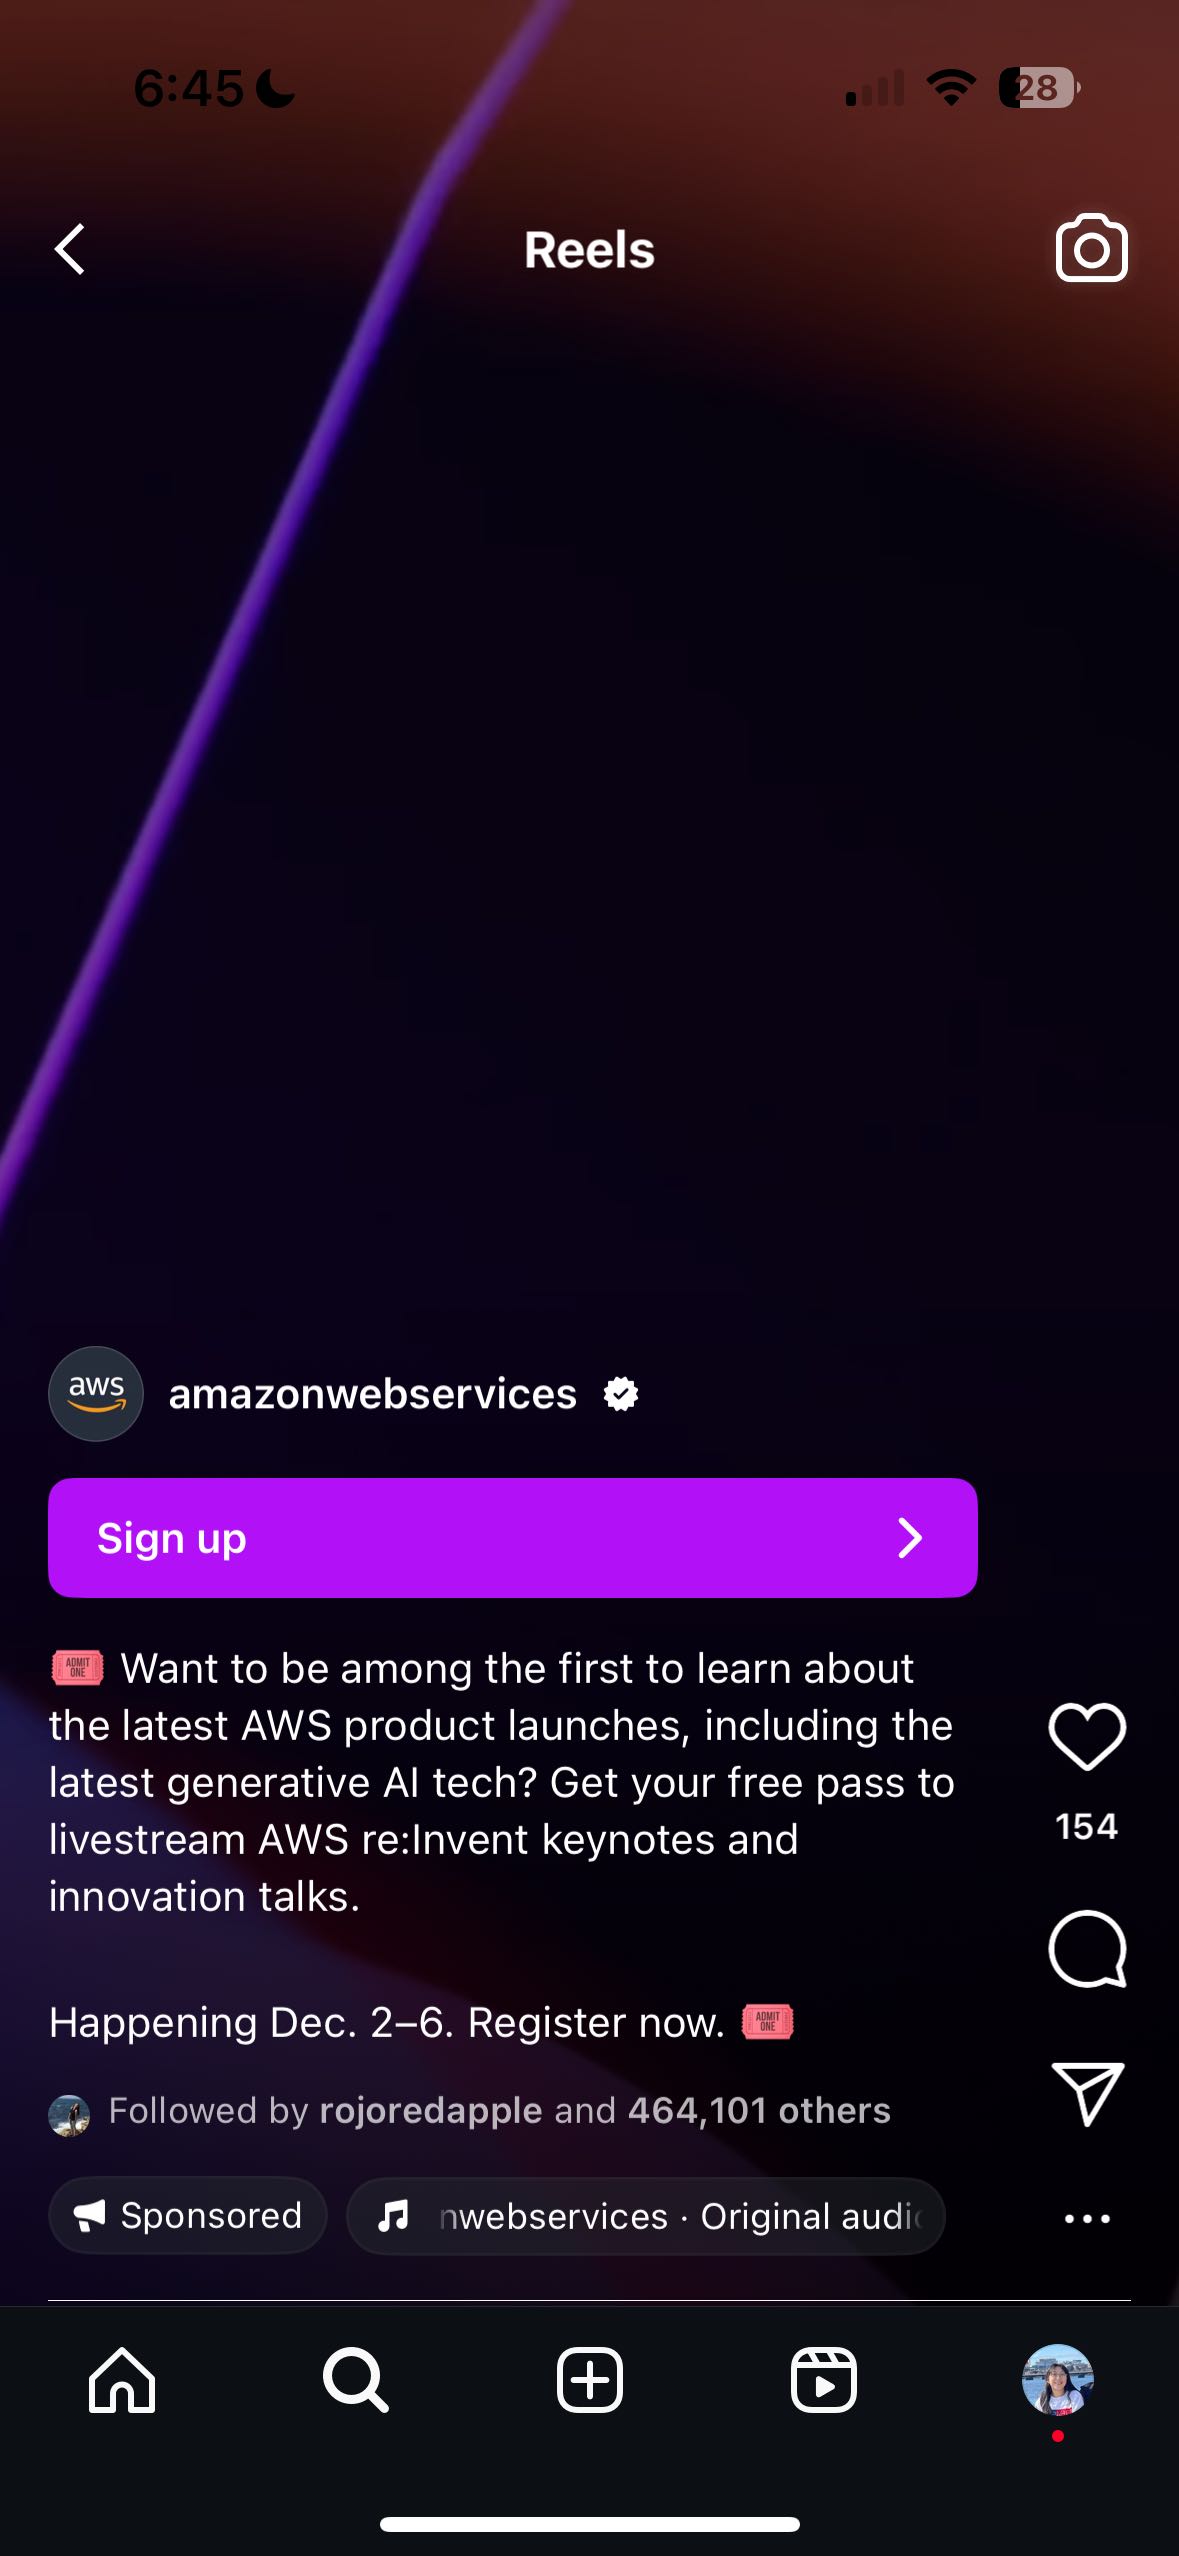 6:45
28
Reels
aws
amazonwebservices
Sign up
🎟️ Want to be among the first to learn about
the latest AWS product launches, including the
latest generative AI tech? Get your free pass to
livestream AWS re:Invent keynotes and
innovation talks.
Happening Dec. 2–6. Register now. 🎟️
154
Followed by rojoredapple and 464,101 others
Sponsored
nwebservices · Original audio